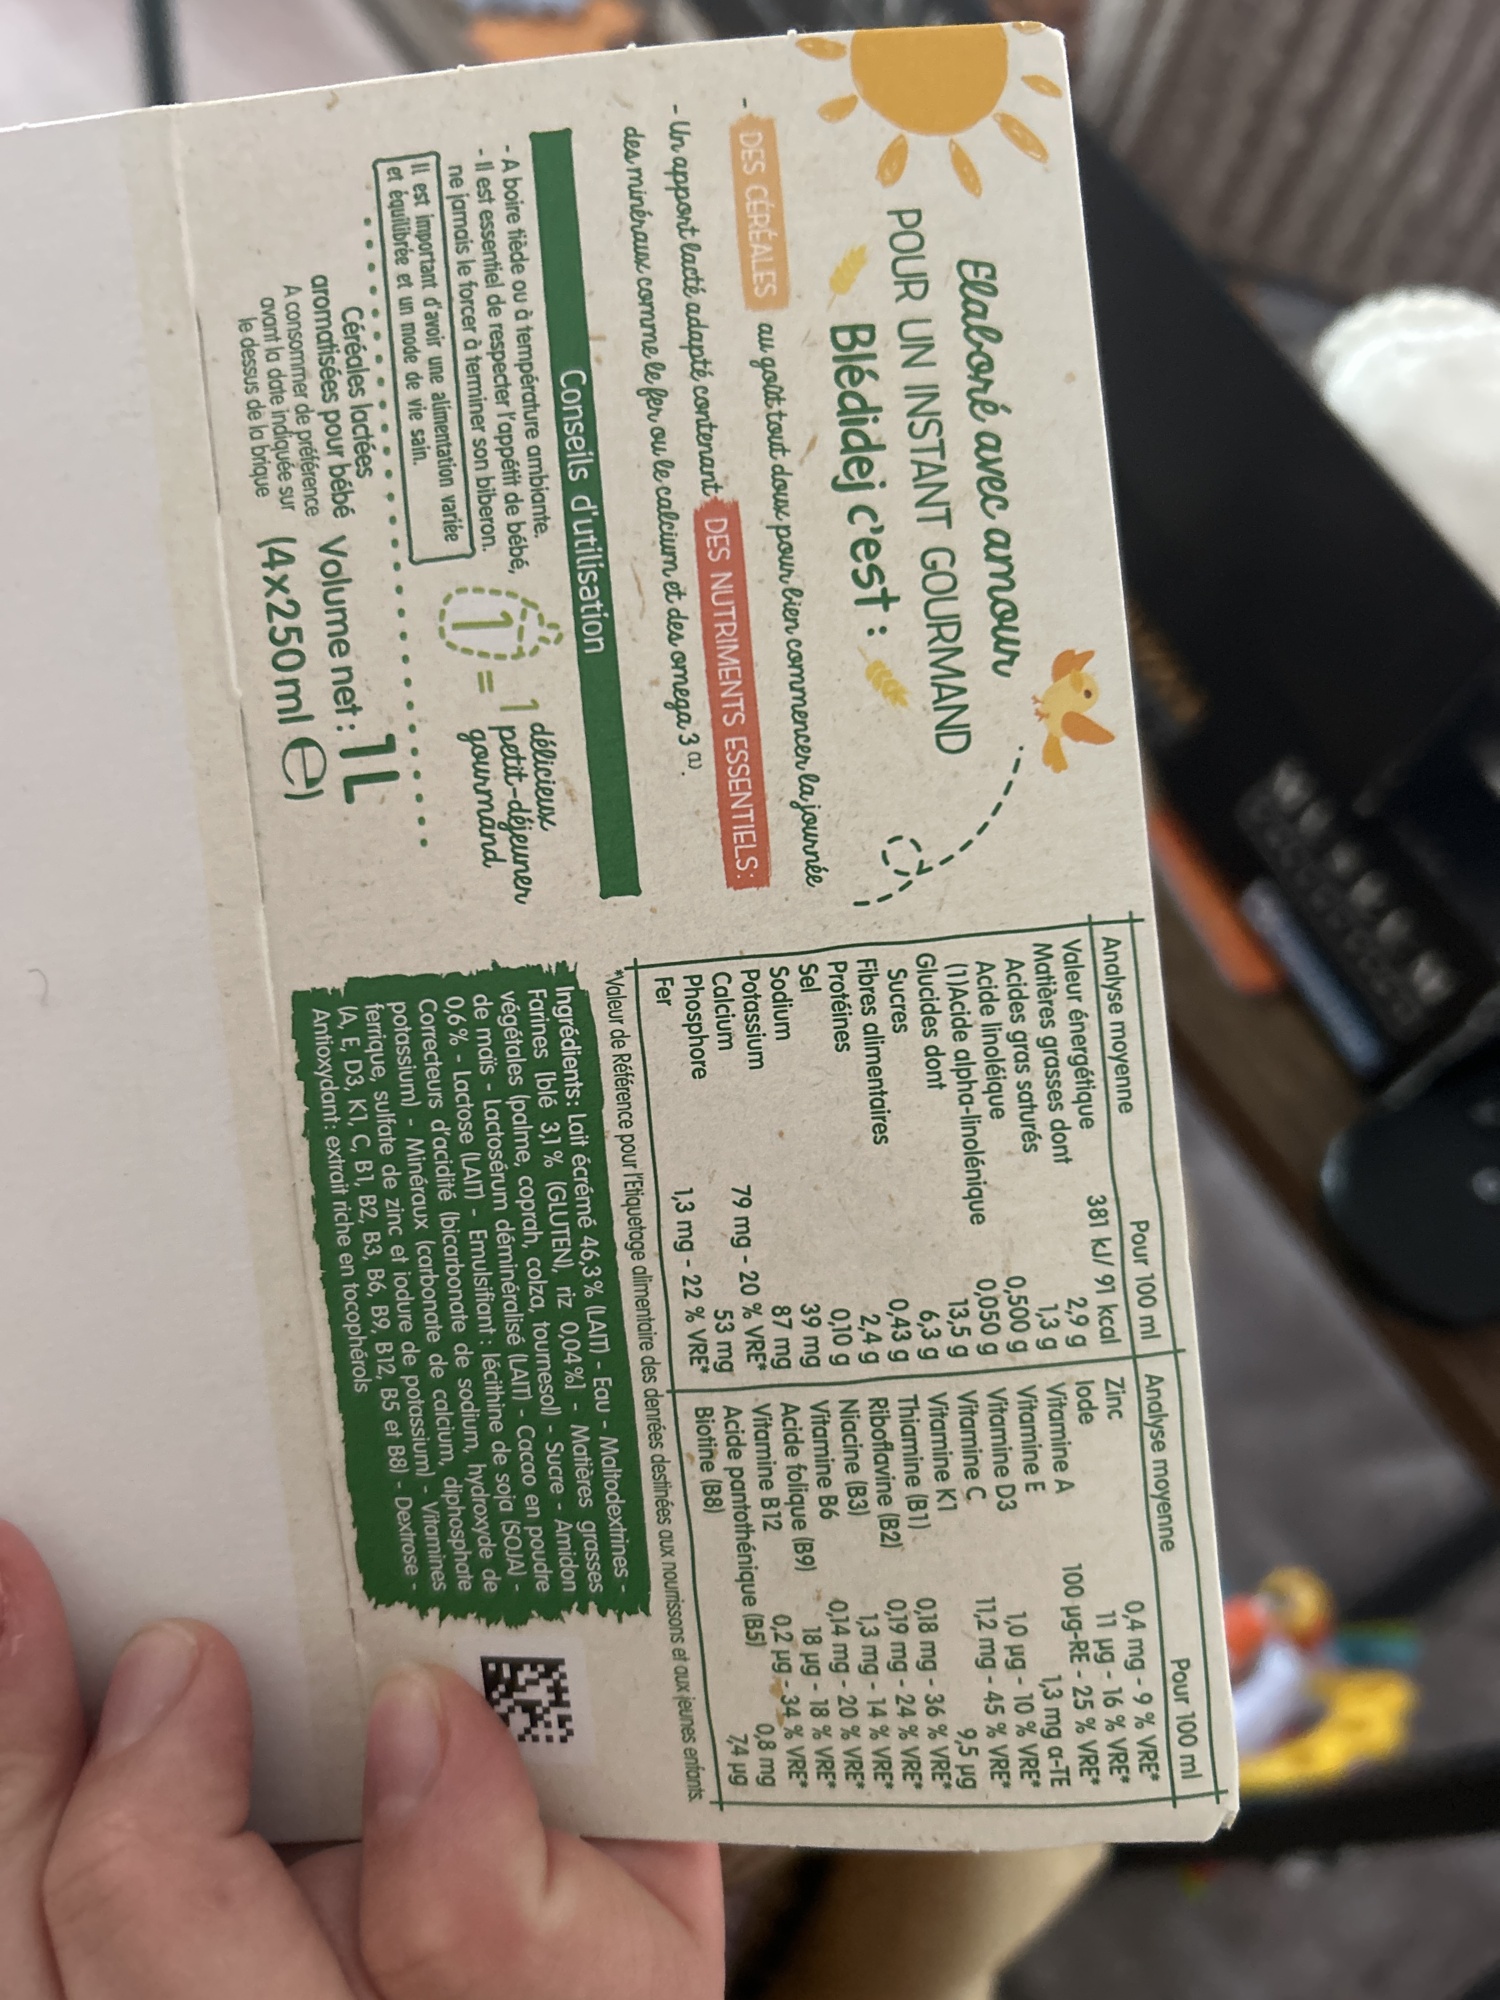 Elaboré avec amour
POUR UN INSTANT GOURMAND
Blédidej c'est :
- DES CÉRÉALES au goût tout doux pour bien commencer la journée
- Un apport lacté adapté contenant DES NUTRIMENTS ESSENTIELS:
des minéraux comme le fer ou le calcium et des omega 3 (1).
Conseils d'utilisation
- A boire tiède ou à température ambiante.
- Il est essentiel de respecter l'appétit de bébé,
ne jamais le forcer à terminer son biberon.
Il est important d'avoir une alimentation variée
et équilibrée et un mode de vie sain.
1 = 1 délicieux
petit-déjeuner
gourmand
Céréales lactées
aromatisées pour bébé
A consommer de préférence
avant la date indiquée sur
le dessus de la brique
Volume net : 1L
(4x250ml e)
Analyse moyenne Pour 100 ml
Valeur énergétique 381 kJ/ 91 kcal
Matières grasses dont 2,9 g
Acides gras saturés 1,3 g
Acide linoléique 0,500 g
(1)Acide alpha-linolénique 0,050 g
Glucides dont 13,5 g
Sucres 6,3 g
Fibres alimentaires 0,43 g
Protéines 2,4 g
Sel 0,10 g
Sodium 39 mg
Potassium 87 mg
Calcium 79 mg - 20 % VRE*
Phosphore 53 mg
Fer 1,3 mg - 22 % VRE*
Analyse moyenne Pour 100 ml
Zinc 0,4 mg - 9 % VRE*
Iode 11 µg - 16 % VRE*
Vitamine A 100 µg-RE - 25 % VRE*
Vitamine E 1,3 mg α-TE
Vitamine D3 1,0 µg - 10 % VRE*
Vitamine C 11,2 mg - 45 % VRE*
Vitamine K1 9,5 µg
Thiamine (B1) 0,18 mg - 36 % VRE*
Riboflavine (B2) 0,19 mg - 24 % VRE*
Niacine (B3) 1,3 mg - 14 % VRE*
Vitamine B6 0,14 mg - 20 % VRE*
Acide folique (B9) 18 µg - 18 % VRE*
Vitamine B12 0,2 µg - 34 % VRE*
Acide pantothénique (B5) 0,8 mg
Biotine (B8) 7,4 µg
*Valeur de Référence pour l'Etiquetage alimentaire des denrées destinées aux nourrissons et aux jeunes enfants.
Ingrédients: Lait écrémé 46,3 % (LAIT) - Eau - Maltodextrines -
Farines [blé 3,1 % (GLUTEN), riz 0,04%] - Matières grasses
végétales (palme, coprah, colza, tournesol) - Sucre - Amidon
de maïs - Lactosérum déminéralisé (LAIT) - Cacao en poudre
0,6 % - Lactose (LAIT) - Emulsifiant : lécithine de soja (SOJA) -
Correcteurs d'acidité (bicarbonate de sodium, hydroxyde de
potassium) - Minéraux (carbonate de calcium, diphosphate
ferrique, sulfate de zinc et iodure de potassium) - Vitamines
(A, E, D3, K1, C, B1, B2, B3, B6, B9, B12, B5 et B8) - Dextrose -
Antioxydant : extrait riche en tocophérols